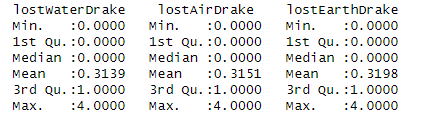 lostWaterDrake lostAirDrake lostEarthDrake
Min. :0.0000 Min. :0.0000 Min. :0.0000
1st Qu.:0.0000 1st Qu.:0.0000 1st Qu.:0.0000
Median :0.0000 Median :0.0000 Median :0.0000
Mean :0.3139 Mean :0.3151 Mean :0.3198
3rd Qu.:1.0000 3rd Qu.:1.0000 3rd Qu.:1.0000
Max. :4.0000 Max. :4.0000 Max. :4.0000